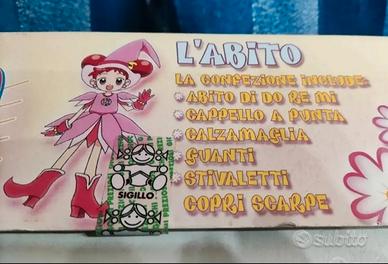 L'ABITO
LA CONFEZIONE INCLUDE:
ABITO DI DO RE MI
CAPPELLO A PUNTA
CALZAMAGLIA
GUANTI
STIVALETTI
COPRI SCARPE
SIGILLO
Subito